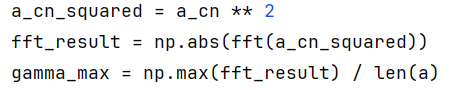 a_cn_squared = a_cn ** 2
fft_result = np.abs(fft(a_cn_squared))
gamma_max = np.max(fft_result) / len(a)